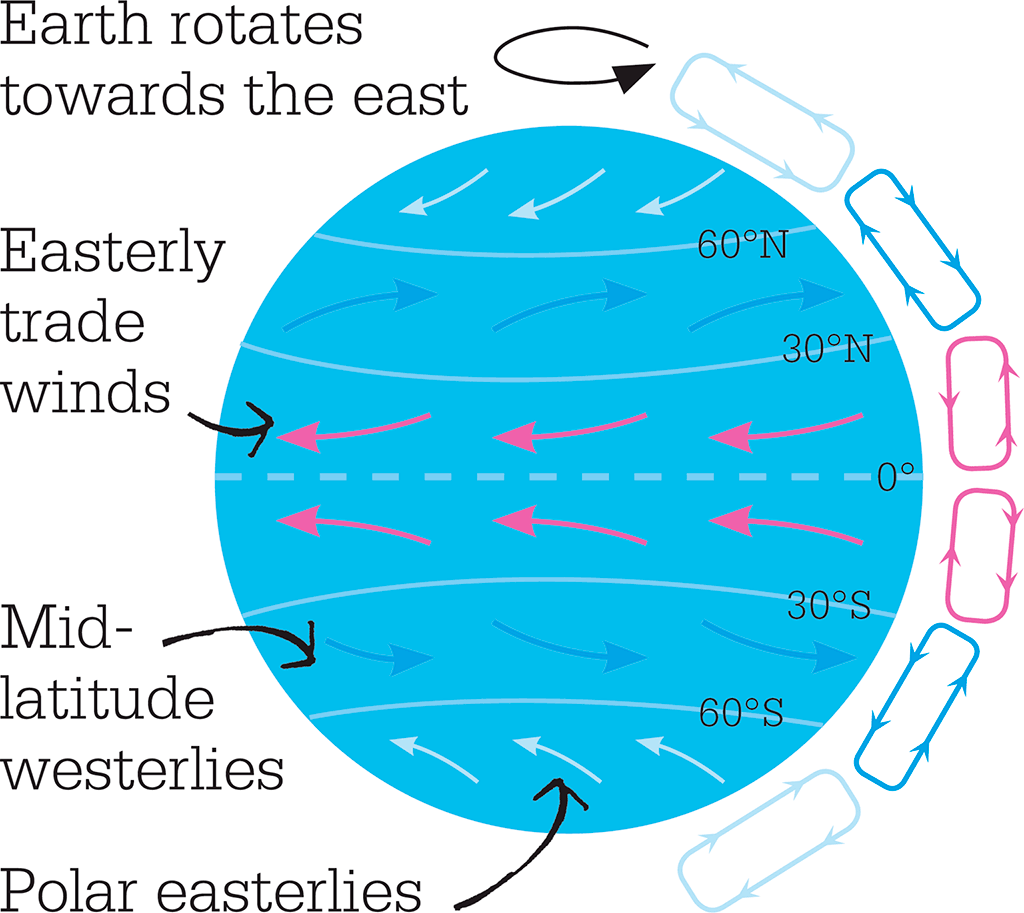 Earth rotates
towards the east
60°N
Easterly
trade
winds
30°N
0°
30°S
Mid-
latitude
westerlies
60°S
Polar easterlies